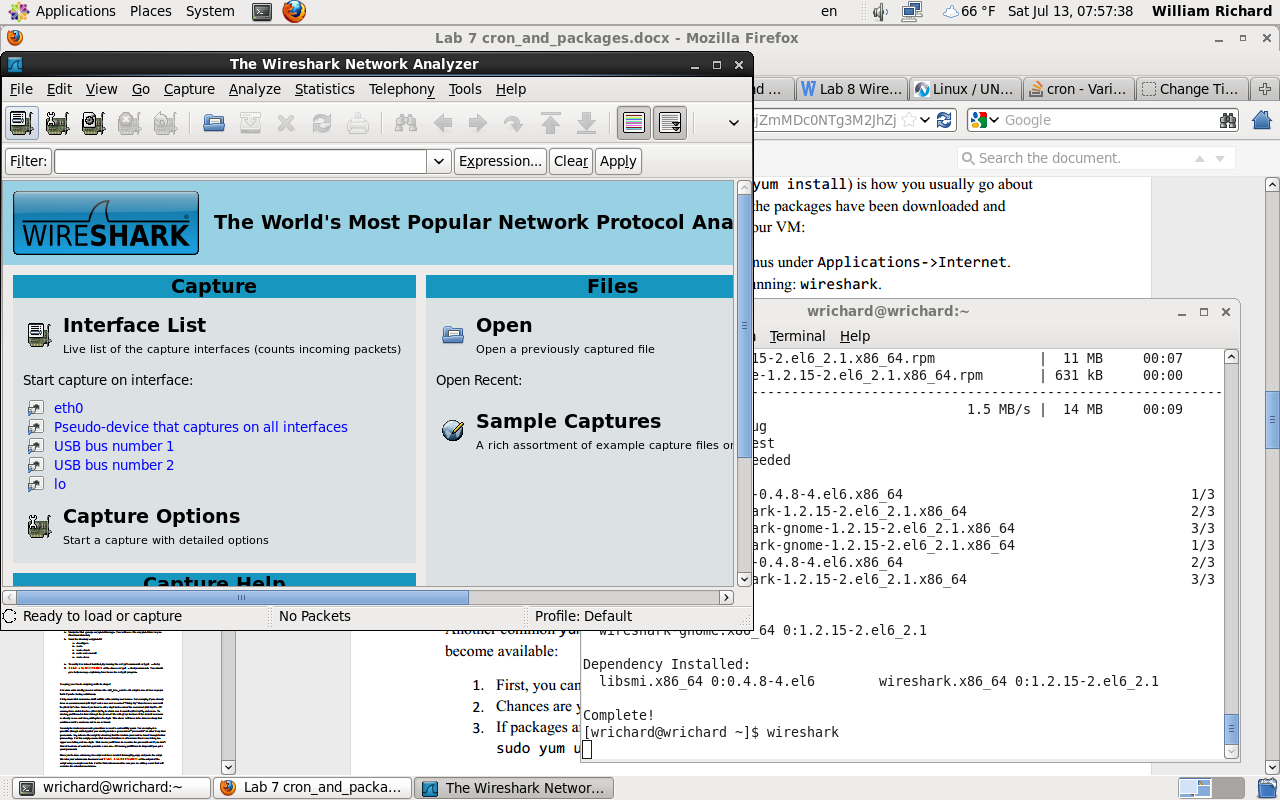 Applications Places System en 66 °F Sat Jul 13, 07:57:38 William Richard
Lab 7 cron_and_packages.docx - Mozilla Firefox
The Wireshark Network Analyzer
File Edit View Go Capture Analyze Statistics Telephony Tools Help
nd ... Lab 8 Wire... Linux / UN... cron - Vari... Change Ti...
jZmMDc0NTg3M2JhZj Google
Filter: Expression... Clear Apply
Search the document.
WIRESHARK The World's Most Popular Network Protocol Ana
yum install) is how you usually go about
the packages have been downloaded and
our VM:
nus under Applications->Internet.
unning: wireshark.
Capture
Interface List
Live list of the capture interfaces (counts incoming packets)
Start capture on interface:
eth0
Pseudo-device that captures on all interfaces
USB bus number 1
USB bus number 2
lo
Capture Options
Start a capture with detailed options
Capture Help
Files
Open
Open a previously captured file
Open Recent:
Sample Captures
A rich assortment of example capture files or
Ready to load or capture No Packets Profile: Default
wrichard@wrichard:~
Terminal Help
15-2.el6_2.1.x86_64.rpm | 11 MB 00:07
e-1.2.15-2.el6_2.1.x86_64.rpm | 631 kB 00:00
--------------------------------------------------------
1.5 MB/s | 14 MB 00:09
ug
est
eeded
-0.4.8-4.el6.x86_64 1/3
ark-1.2.15-2.el6_2.1.x86_64 2/3
ark-gnome-1.2.15-2.el6_2.1.x86_64 3/3
ark-gnome-1.2.15-2.el6_2.1.x86_64 1/3
-0.4.8-4.el6.x86_64 2/3
ark-1.2.15-2.el6_2.1.x86_64 3/3
wireshark-gnome.x86_64 0:1.2.15-2.el6_2.1
Dependency Installed:
libsmi.x86_64 0:0.4.8-4.el6 wireshark.x86_64 0:1.2.15-2.el6_2.1
Complete!
[wrichard@wrichard ~]$ wireshark
Another common yu
become available:
1. First, you can
2. Chances are y
3. If packages a
sudo yum u
wrichard@wrichard:~ Lab 7 cron_and_packa... The Wireshark Networ...